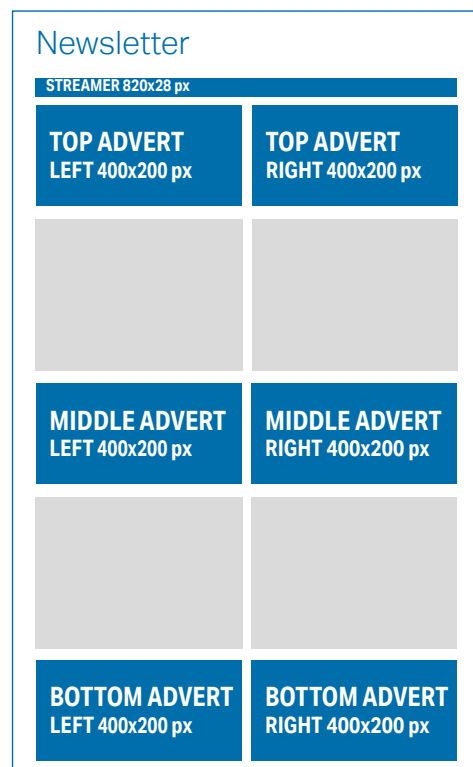 Newsletter
STREAMER 820x28 px
TOP ADVERT
LEFT 400x200 px
TOP ADVERT
RIGHT 400x200 px
MIDDLE ADVERT
LEFT 400x200 px
MIDDLE ADVERT
RIGHT 400x200 px
BOTTOM ADVERT
LEFT 400x200 px
BOTTOM ADVERT
RIGHT 400x200 px